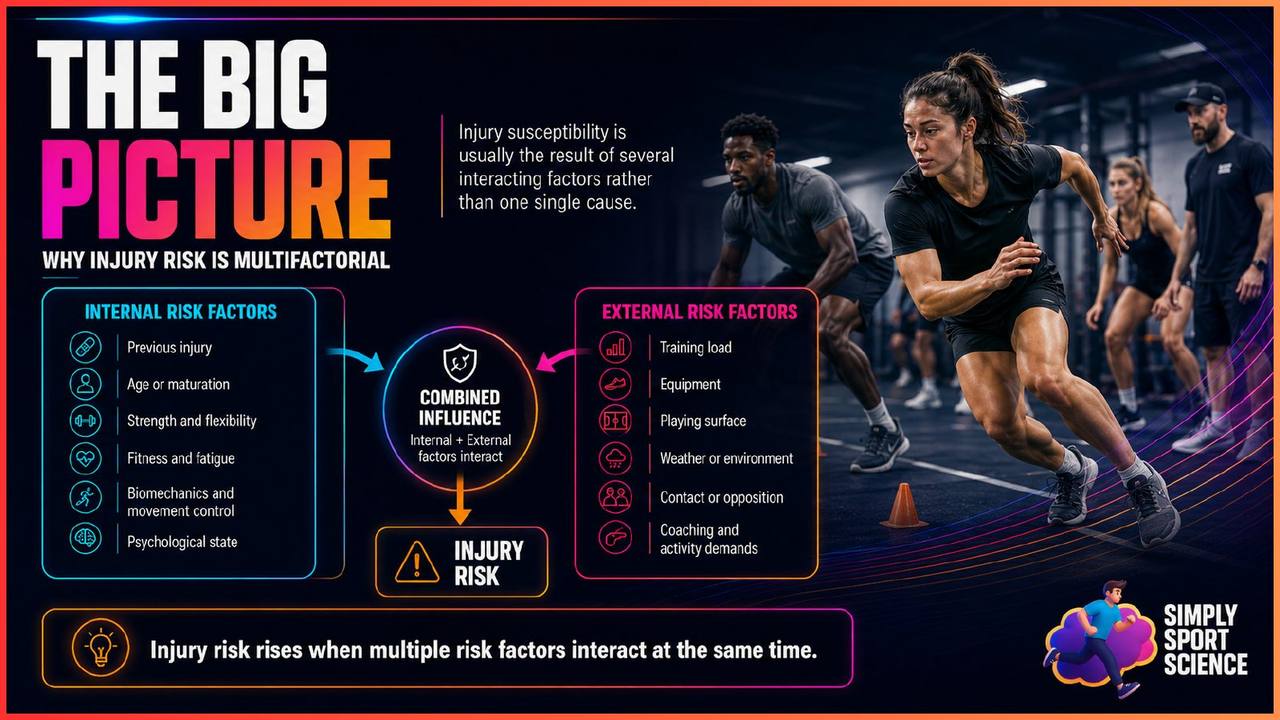 THE BIG
PICTURE
WHY INJURY RISK IS MULTIFACTORIAL
Injury susceptibility is
usually the result of several
interacting factors rather
than one single cause.
INTERNAL RISK FACTORS
Previous injury
Age or maturation
Strength and flexibility
Fitness and fatigue
Biomechanics and
movement control
Psychological state
COMBINED
INFLUENCE
Internal + External
factors interact
INJURY
RISK
EXTERNAL RISK FACTORS
Training load
Equipment
Playing surface
Weather or environment
Contact or opposition
Coaching and
activity demands
Injury risk rises when multiple risk factors interact at the same time.
SIMPLY
SPORT
SCIENCE